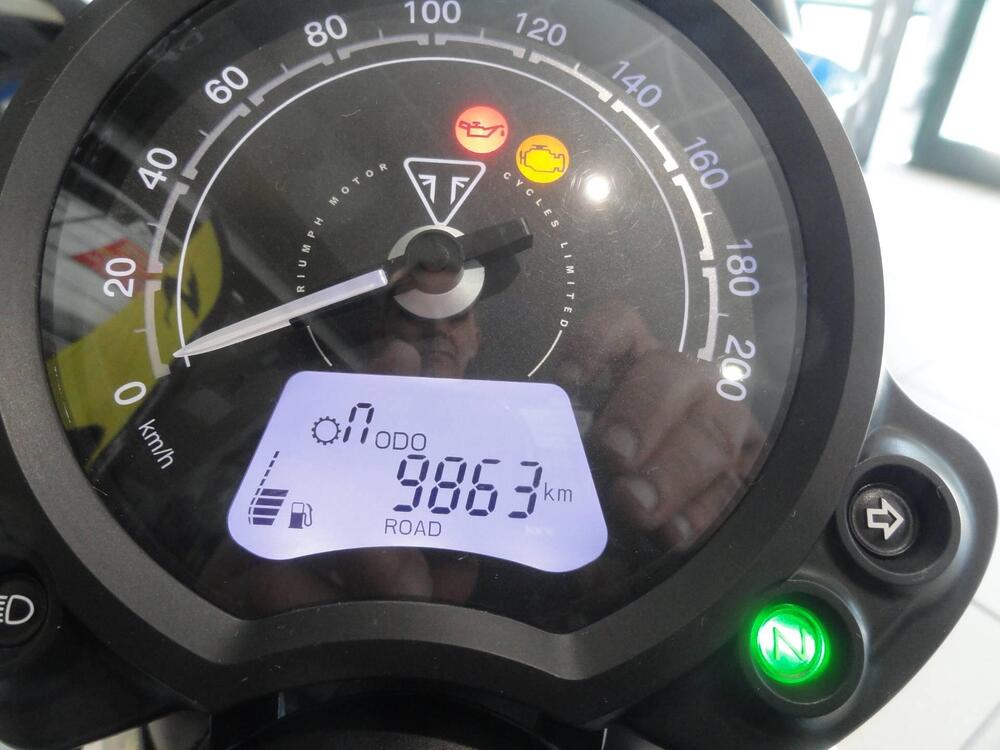 0
20
40
60
80
100
120
140
160
180
200
km/h
TRIUMPH MOTOR CYCLES LIMITED
n ODO
9863 km
ROAD
N